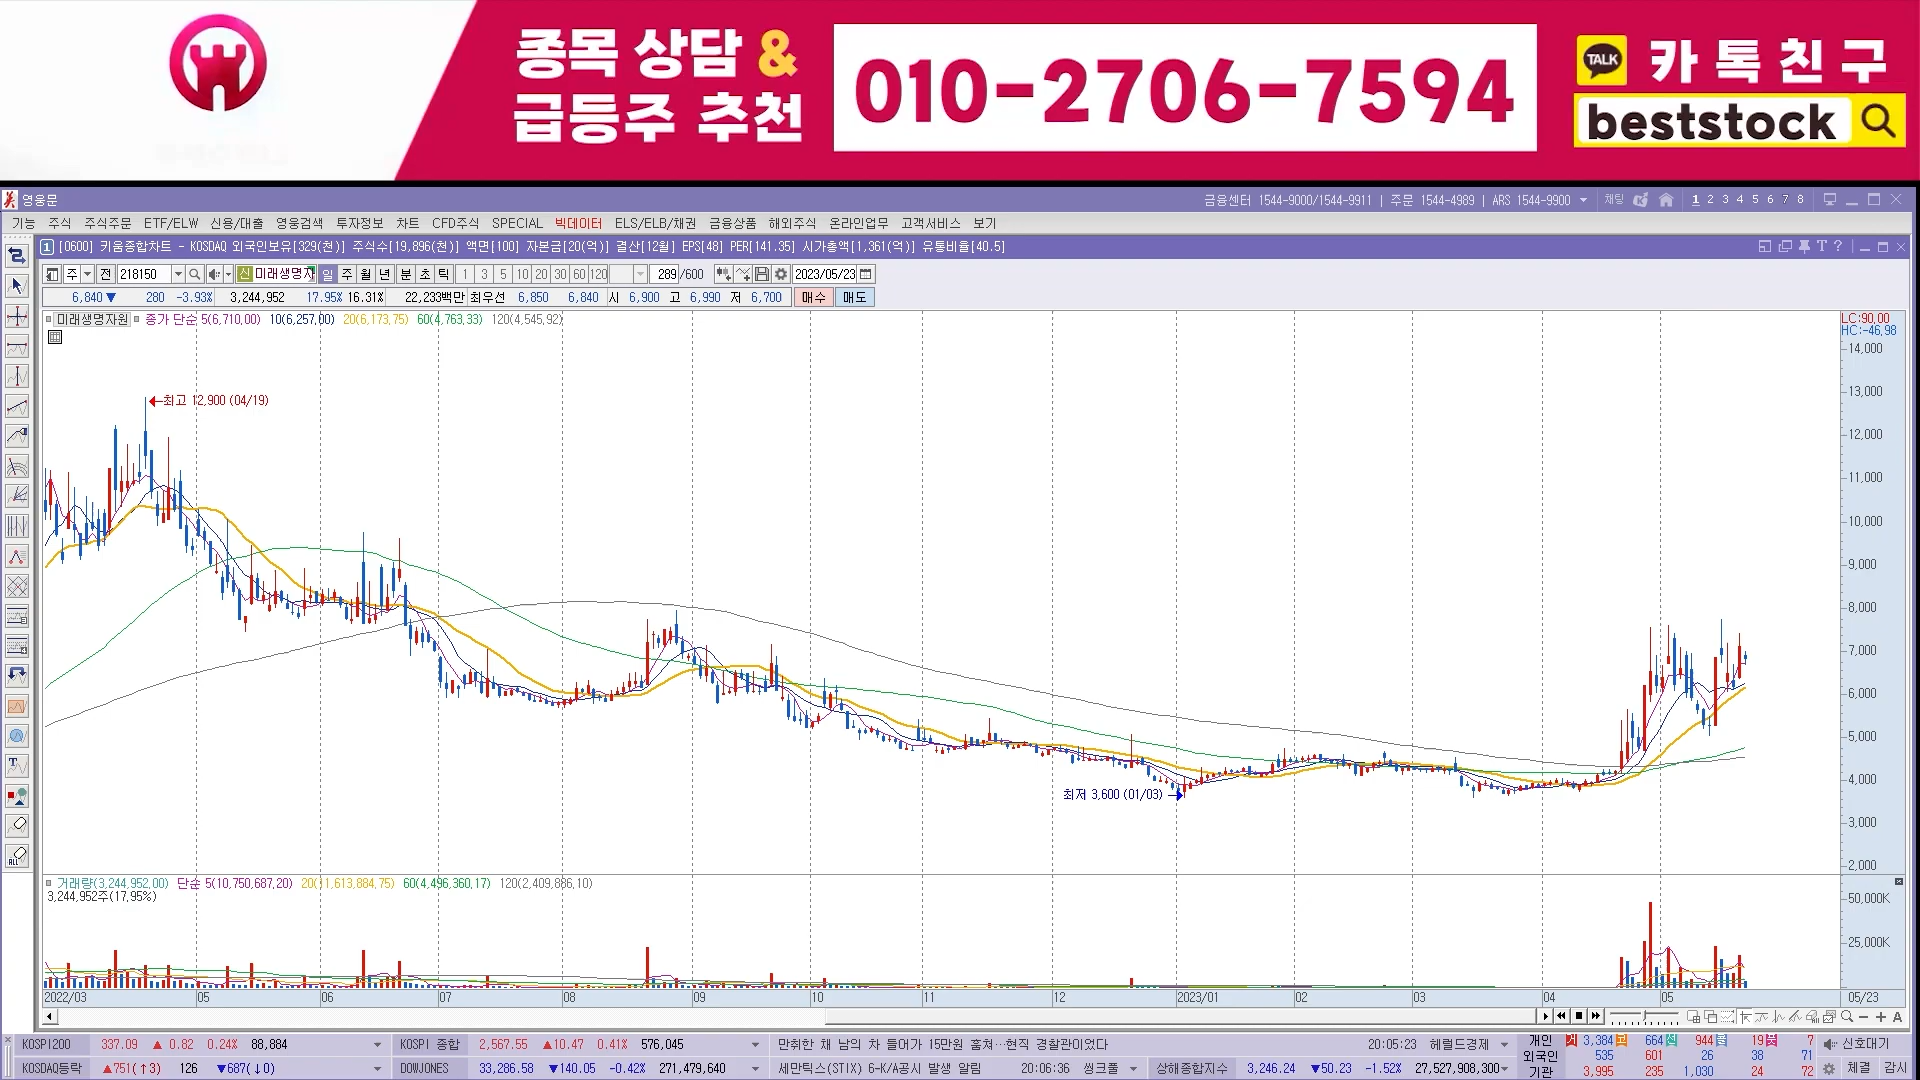 종목 상담 &
급등주 추천
010-2706-7594
TALK 카톡친구
beststock
영웅문
금융센터 1544-9000/1544-9911 | 주문 1544-4989 | ARS 1544-9900 채팅 1 2 3 4 5 6 7 8
기능 주식 주식주문 ETF/ELW 신용/대출 영웅검색 투자정보 차트 CFD주식 SPECIAL 빅데이터 ELS/ELB/채권 금융상품 해외주식 온라인업무 고객서비스 보기
1 [0600] 키움종합차트 - KOSDAQ 외국인보유[329(천)] 주식수[19,896(천)] 액면[100] 자본금[20(억)] 결산[12월] EPS[48] PER[141.35] 시가총액[1,361(억)] 유통비율[40.5]
주 전 218150 신 미래생명자 일 주 월 년 분 초 틱 1 3 5 10 20 30 60 120 289 /600 2023/05/23
6,840 ▼ 280 -3.93% 3,244,952 17.95% 16.31% 22,233백만 최우선 6,850 6,840 시 6,900 고 6,990 저 6,700 매수 매도
미래생명자원 종가 단순 5(6,710,00) 10(6,257,00) 20(6,173,75) 60(4,763,33) 120(4,545,92)
LC:90,00
HC:-46,98
14,000
13,000
최고 12,900 (04/19)
12,000
11,000
10,000
9,000
8,000
7,000
6,000
5,000
4,000
최저 3,600 (01/03)
3,000
2,000
거래량(3,244,952,00) 단순 5(10,750,687,20) 20(11,613,884,75) 60(4,496,360,17) 120(2,409,886,10)
3,244,952주(17,95%)
50,000K
25,000K
2022/03 05 06 07 08 09 10 11 12 2023/01 02 03 04 05 05/23
KOSPI200 337.09 ▲ 0.82 0.24% 88,884 KOSPI 종합 2,567.55 ▲10.47 0.41% 576,045 만취한 채 남의 차 들어가 15만원 훔쳐…현직 경찰관이었다 20:05:23 헤럴드경제 개인 3,384 664 944 19 7 신호대기
외국인 535 601 26 38 71
KOSDAQ등락 ▲751(↑3) 126 ▼687(↓0) DOWJONES 33,286.58 ▼140.05 -0.42% 271,479,640 세만틱스(STIX) 6-K/A공시 발생 알림 20:06:36 씽크풀 상해종합지수 3,246.24 ▼50.23 -1.52% 27,527,908,300 기관 3,995 235 1,030 24 72 체결 감시